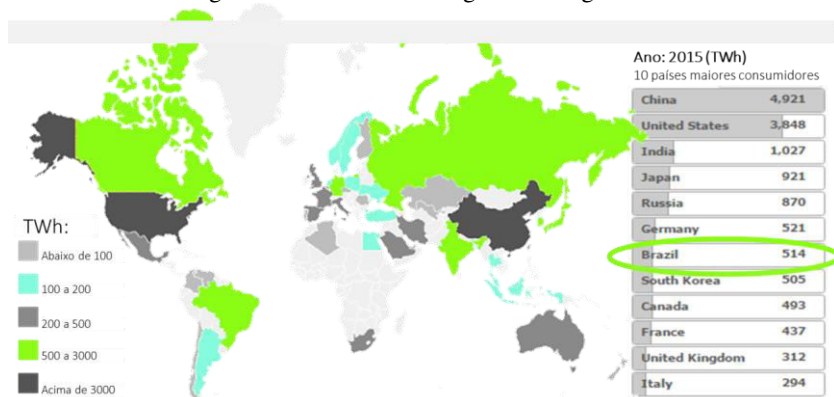 Ano: 2015 (TWh)
10 países maiores consumidores
China 4,921
United States 3,848
India 1,027
Japan 921
Russia 870
Germany 521
Brazil 514
South Korea 505
Canada 493
France 437
United Kingdom 312
Italy 294
TWh:
Abaixo de 100
100 a 200
200 a 500
500 a 3000
Acima de 3000